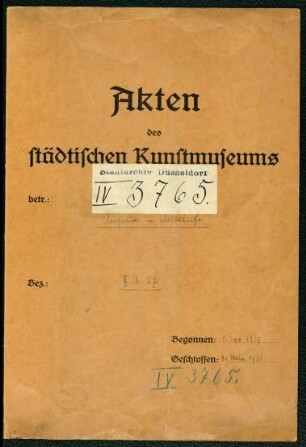 Akten
des
städtischen Kunstmuseums
Stadtarchiv Düsseldorf
betr.: IV 3765.
Bez.:
Begonnen:
Geschlossen:
IV 3765.